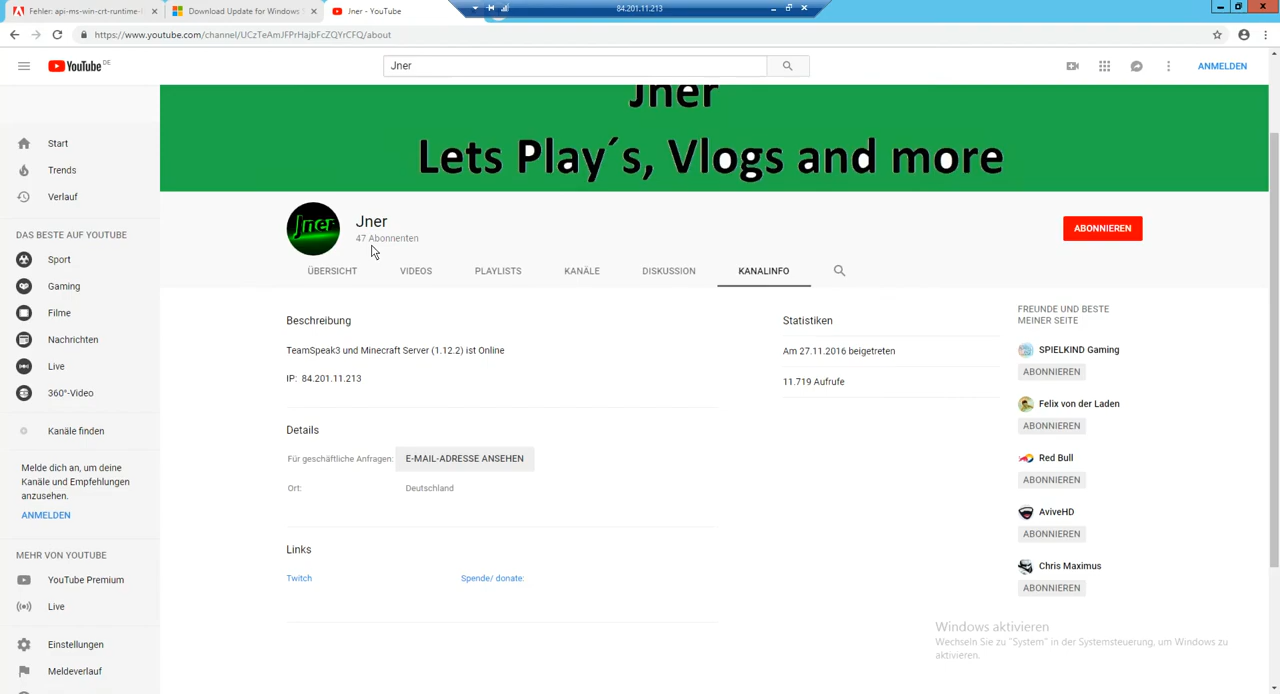 Fehler: api-ms-win-crt-runtime-
Download Update for Windows
Jner - YouTube
84.201.11.213
https://www.youtube.com/channel/UCzTeAmJFPrHajbFcZQYrCFQ/about
YouTube DE
Jner
ANMELDEN
Jner
Lets Play´s, Vlogs and more
Start
Trends
Verlauf
DAS BESTE AUF YOUTUBE
Sport
Gaming
Filme
Nachrichten
Live
360°-Video
Kanäle finden
Melde dich an, um deine
Kanäle und Empfehlungen
anzusehen.
ANMELDEN
MEHR VON YOUTUBE
YouTube Premium
Live
Einstellungen
Meldeverlauf
Jner
Jner
47 Abonnenten
ABONNIEREN
ÜBERSICHT
VIDEOS
PLAYLISTS
KANÄLE
DISKUSSION
KANALINFO
Beschreibung
TeamSpeak3 und Minecraft Server (1.12.2) ist Online
IP: 84.201.11.213
Details
Für geschäftliche Anfragen: E-MAIL-ADRESSE ANSEHEN
Ort: Deutschland
Links
Twitch
Spende/ donate:
Statistiken
Am 27.11.2016 beigetreten
11.719 Aufrufe
FREUNDE UND BESTE
MEINER SEITE
SPIELKIND Gaming
ABONNIEREN
Felix von der Laden
ABONNIEREN
Red Bull
ABONNIEREN
AviveHD
ABONNIEREN
Chris Maximus
ABONNIEREN
Windows aktivieren
Wechseln Sie zu "System" in der Systemsteuerung, um Windows zu
aktivieren.